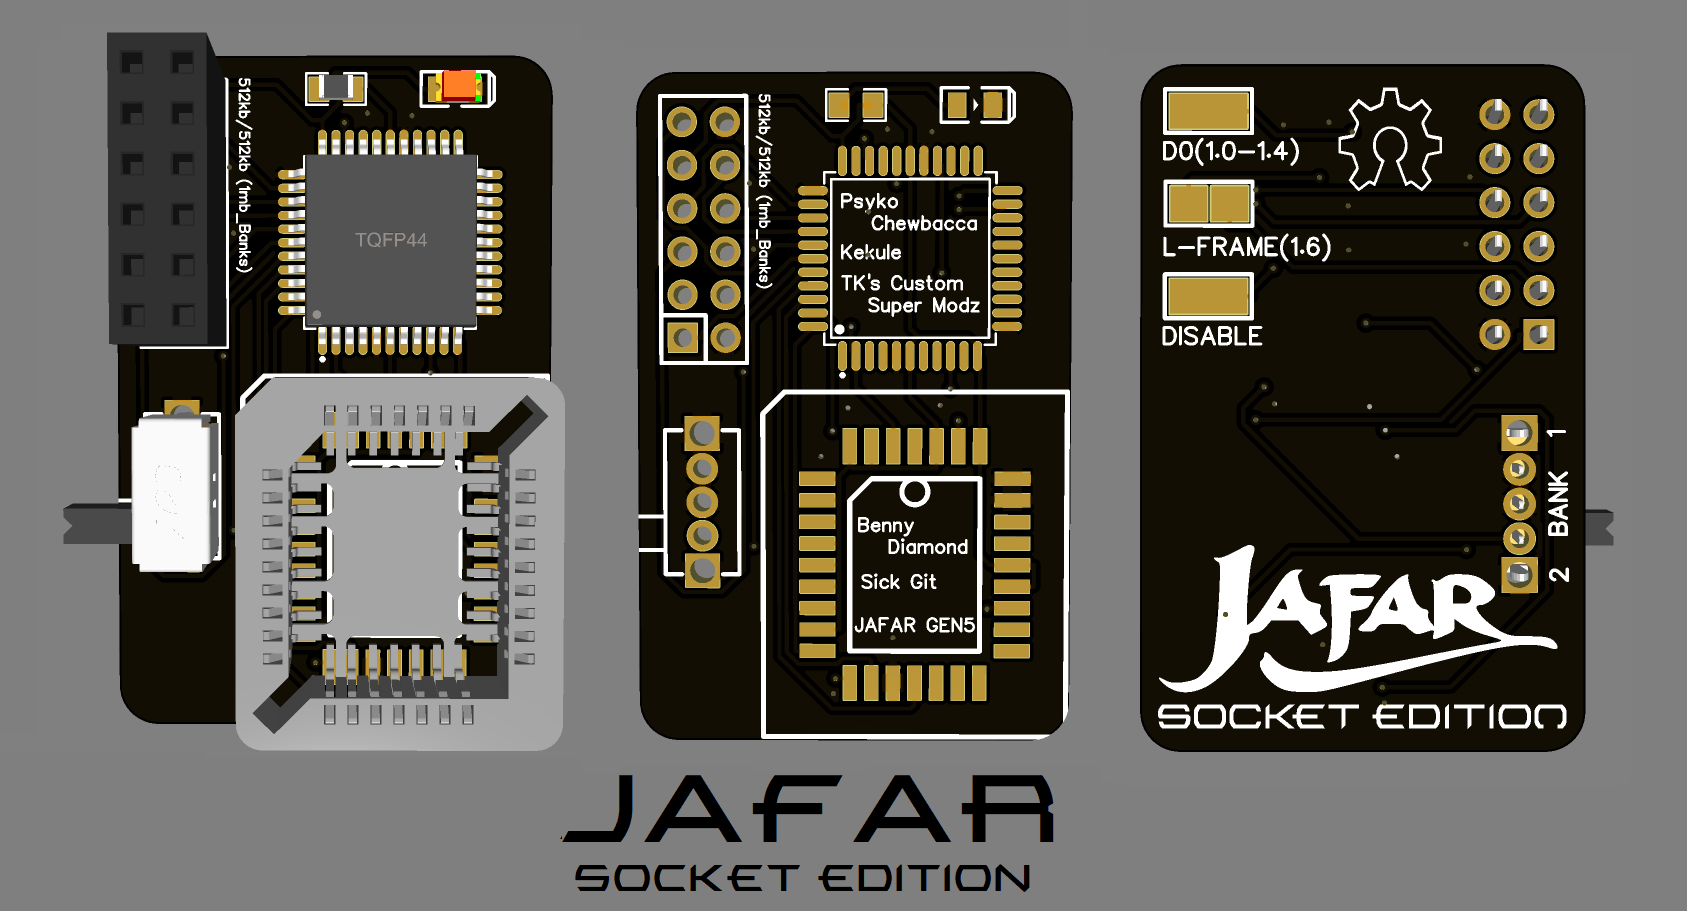 512kb/512kb (1mb_Banks)
TQFP44
512kb/512kb (1mb_Banks)
Psyko
Chewbacca
Kekule
TK's Custom
Super Modz
Benny
Diamond
Sick Git
JAFAR GEN5
D0(1.0-1.4)
L-FRAME(1.6)
DISABLE
1
BANK
2
JAFAR
SOCKET EDITION
JAFAR
SOCKET EDITION